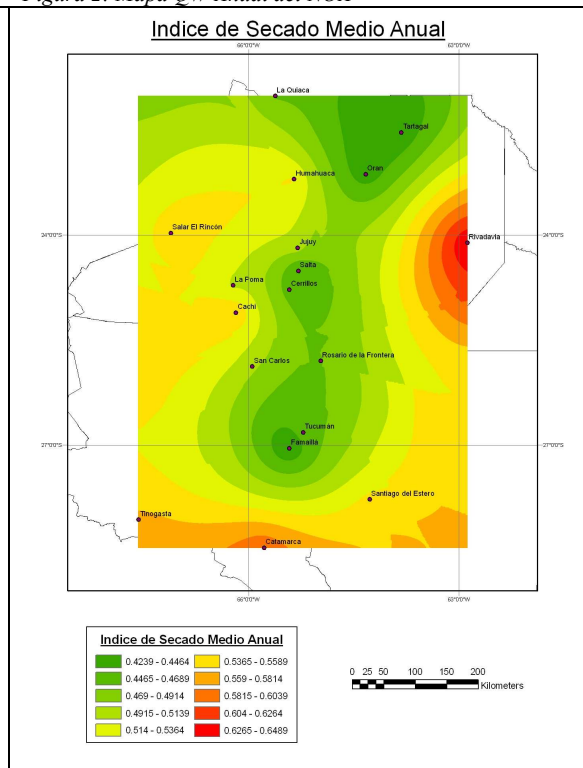 Figura 2. Mapa QW Anual del NOA
Indice de Secado Medio Anual
66°0'0"W 63°0'0"W
La Quiaca
Tartagal
Oran
Humahuaca
Salar El Rincón
24°0'0"S 24°0'0"S
Rivadavia
Jujuy
Salta
La Poma
Cerrillos
Cachi
Rosario de la Frontera
San Carlos
Tucumán
27°0'0"S 27°0'0"S
Famailla
Santiago del Estero
Tinogasta
Catamarca
66°0'0"W 63°0'0"W
Indice de Secado Medio Anual
0.4239 - 0.4464 0.5365 - 0.5589
0.4465 - 0.4689 0.559 - 0.5814
0.469 - 0.4914 0.5815 - 0.6039
0.4915 - 0.5139 0.604 - 0.6264
0.514 - 0.5364 0.6265 - 0.6489
0 25 50 100 150 200
Kilometers